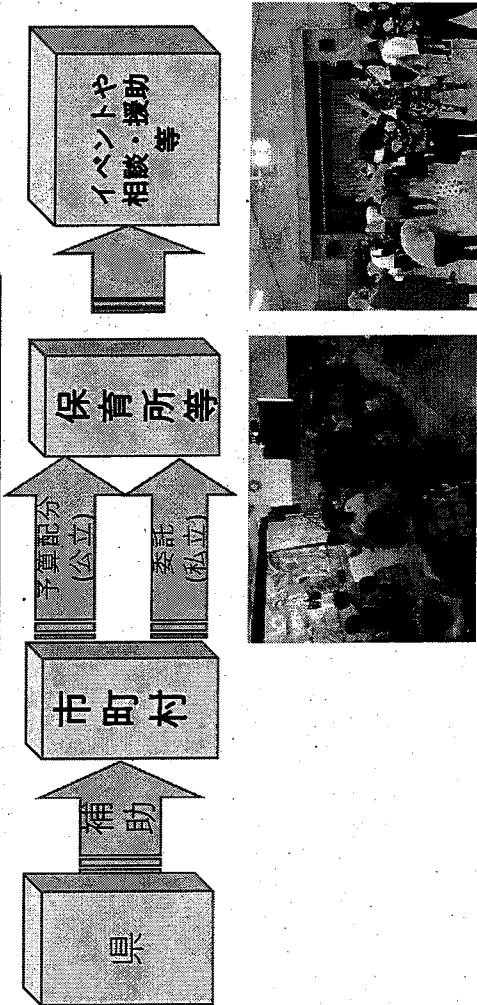 県
補助
市町村
予算配分
(公立)
委託
(私立)
保育所等
イベントや
相談・援助
等